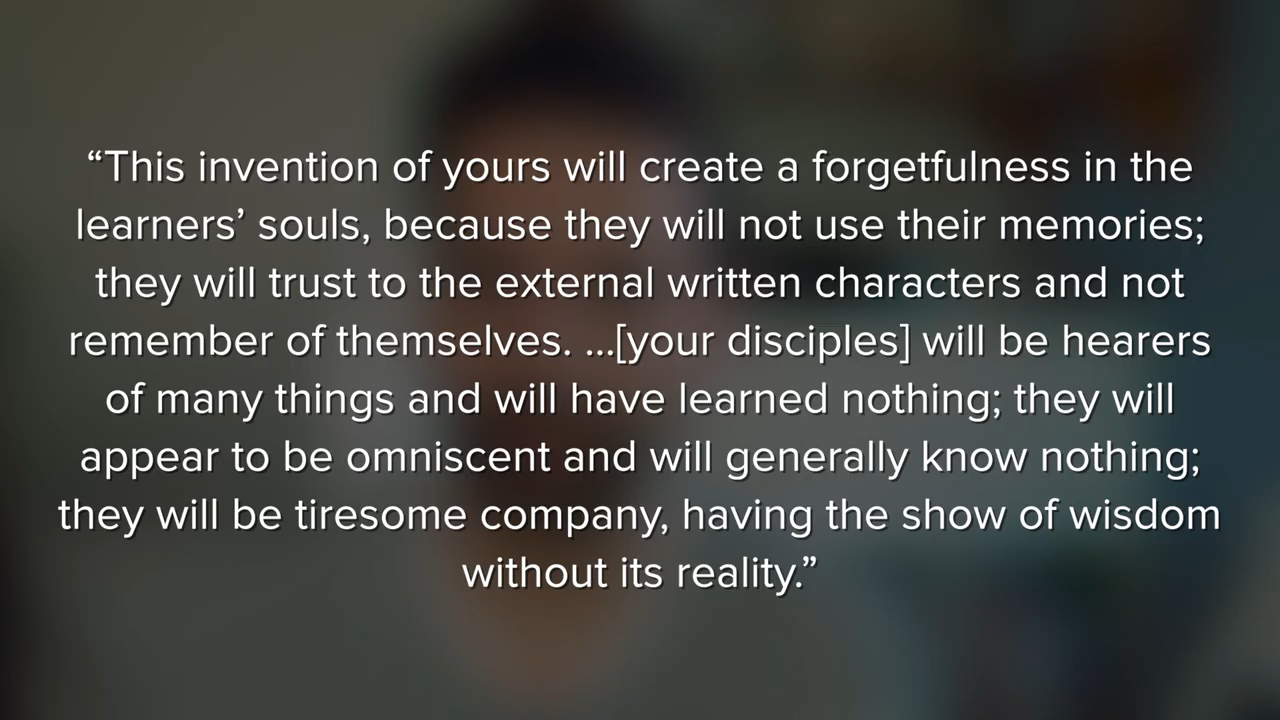 “This invention of yours will create a forgetfulness in the
learners’ souls, because they will not use their memories;
they will trust to the external written characters and not
remember of themselves. ...[your disciples] will be hearers
of many things and will have learned nothing; they will
appear to be omniscent and will generally know nothing;
they will be tiresome company, having the show of wisdom
without its reality.”